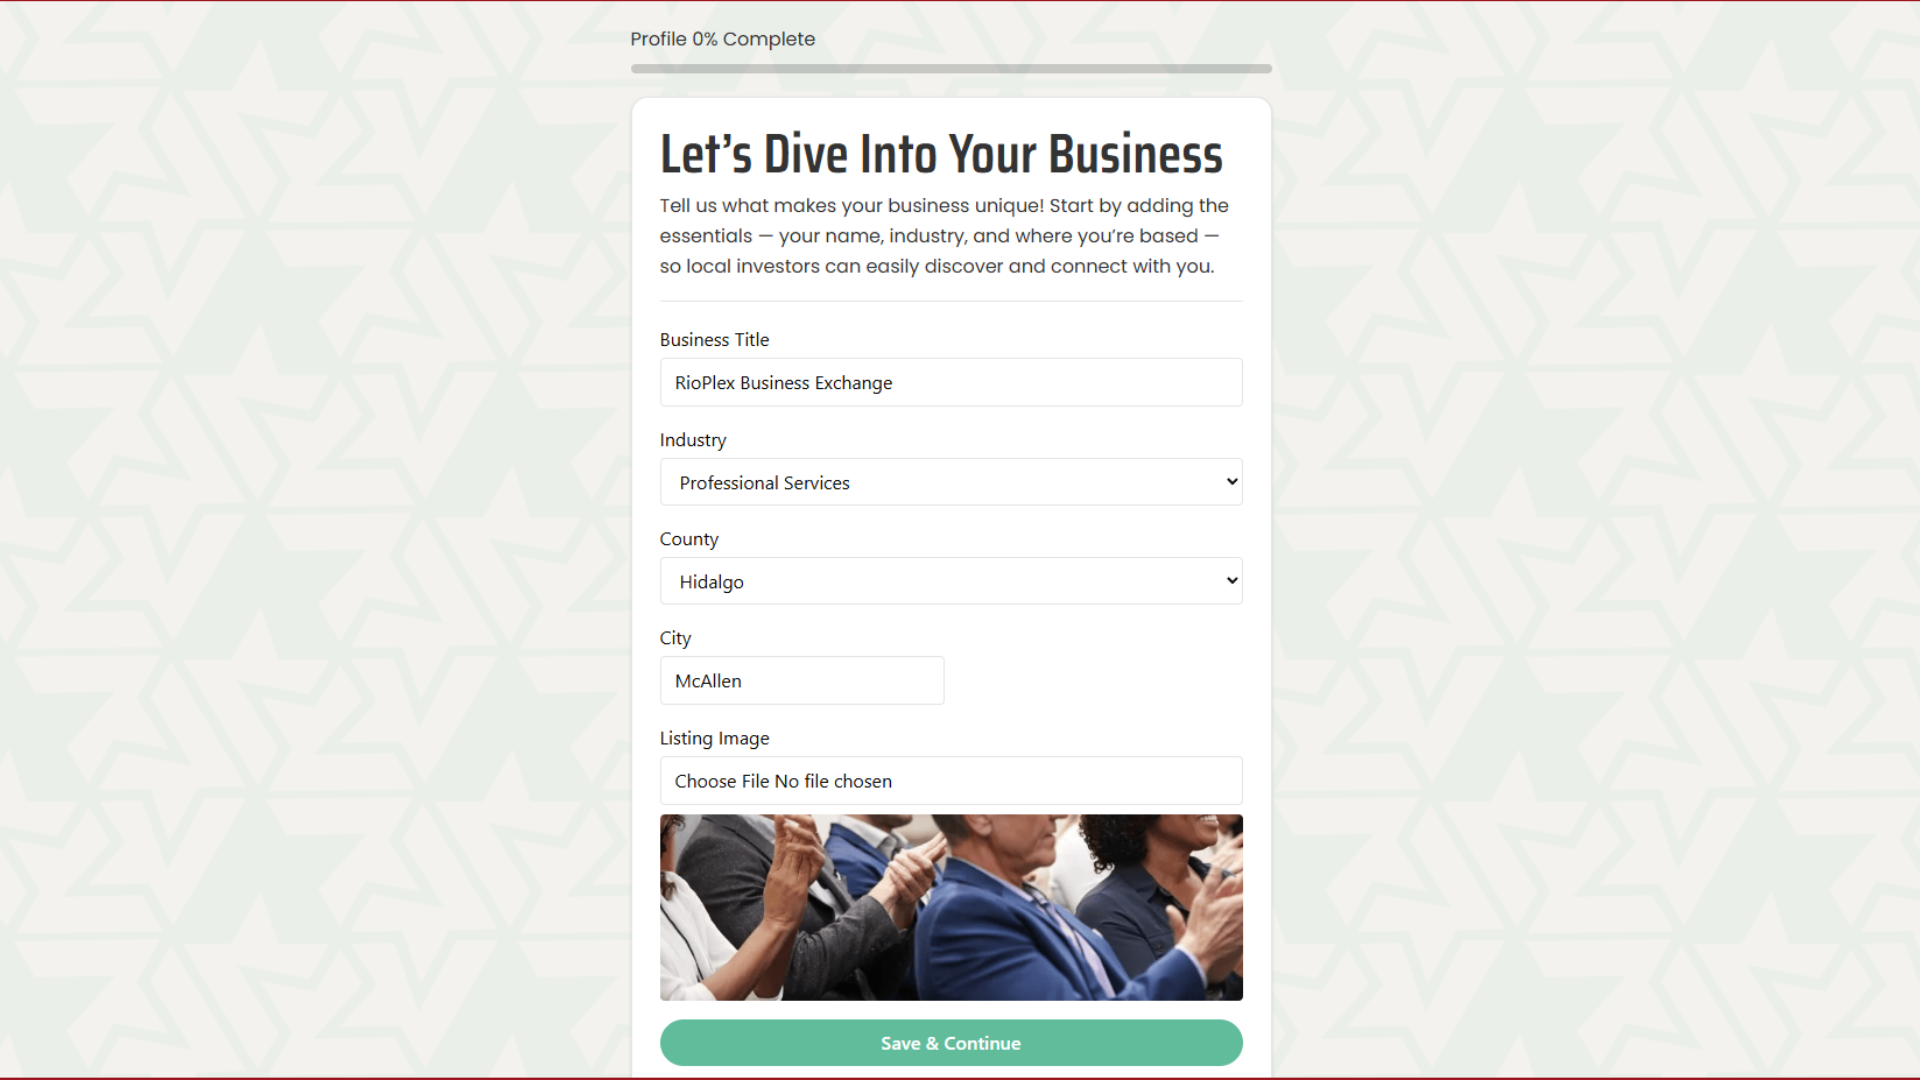 Profile 0% Complete
Let’s Dive Into Your Business
Tell us what makes your business unique! Start by adding the
essentials — your name, industry, and where you’re based —
so local investors can easily discover and connect with you.
Business Title
RioPlex Business Exchange
Industry
Professional Services
County
Hidalgo
City
McAllen
Listing Image
Choose File No file chosen
Save & Continue